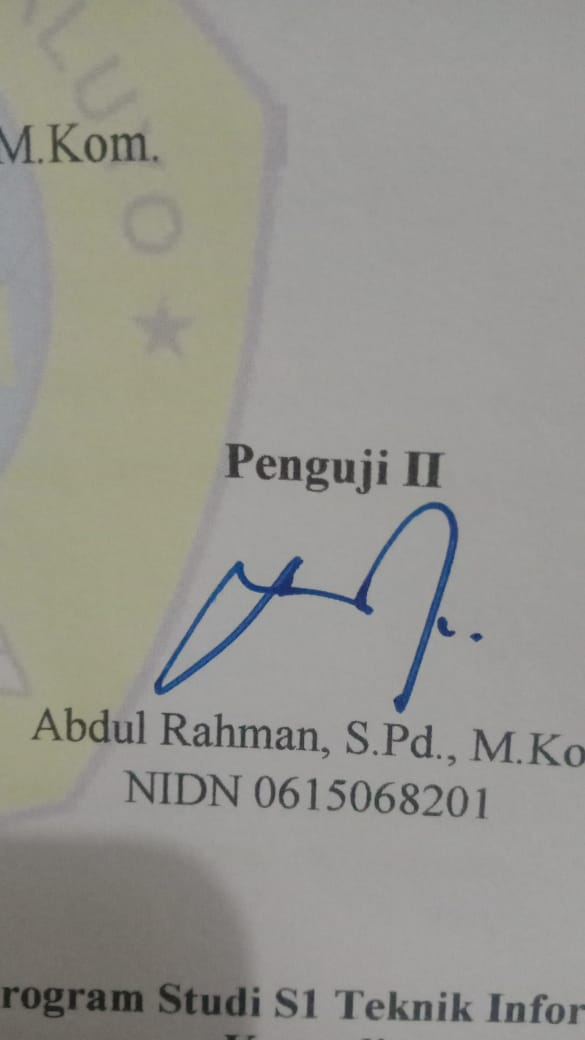 M.Kom.
Penguji II
Abdul Rahman, S.Pd., M.Ko
NIDN 0615068201
rogram Studi S1 Teknik Infor